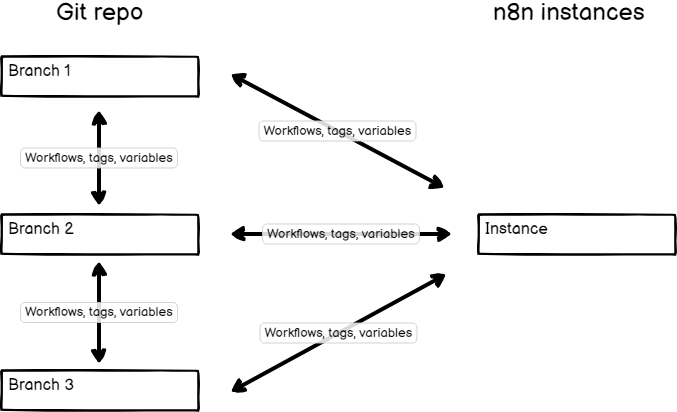 Git repo
n8n instances
Branch 1
Workflows, tags, variables
Workflows, tags, variables
Branch 2
Workflows, tags, variables
Instance
Workflows, tags, variables
Workflows, tags, variables
Branch 3